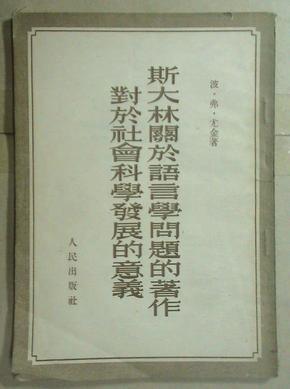 波·弗·尤金著
斯大林關於語言學問題的著作
對於社會科學發展的意義
人民出版社